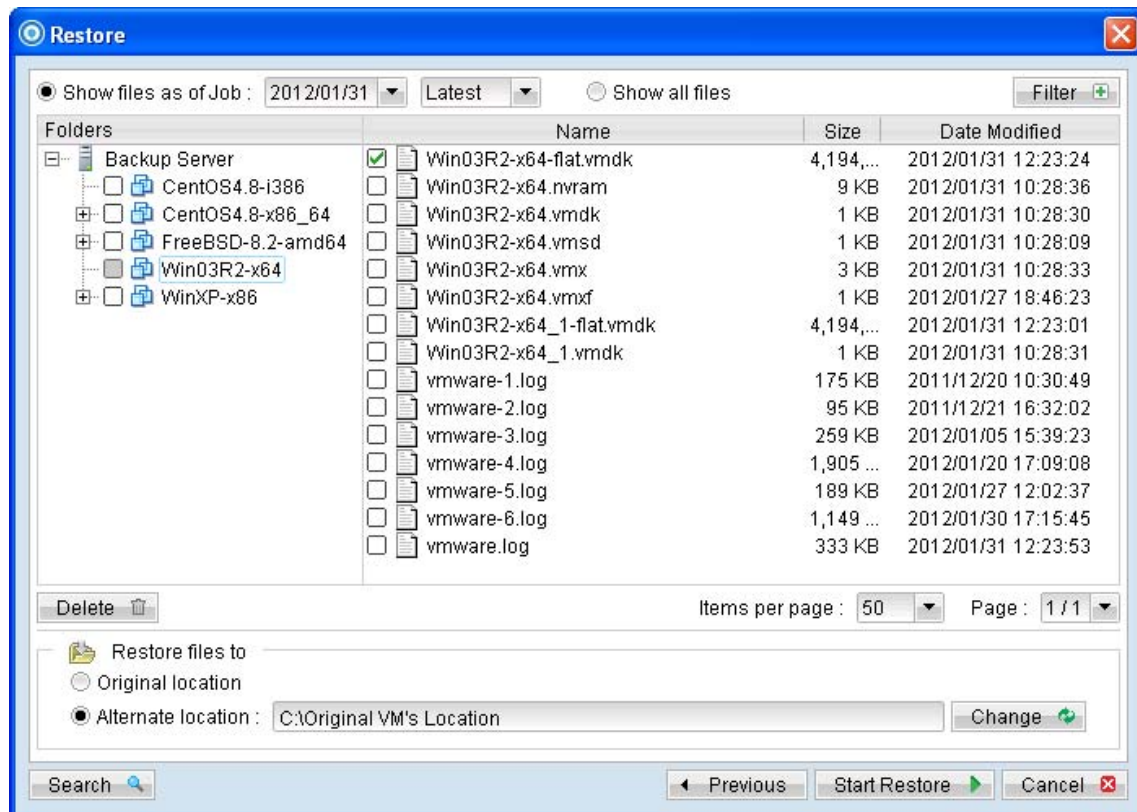 Restore
Show files as of Job : 2012/01/31 Latest Show all files Filter
Folders Name Size Date Modified
Backup Server
CentOS4.8-i386
CentOS4.8-x86_64
FreeBSD-8.2-amd64
Win03R2-x64
WinXP-x86
Win03R2-x64-flat.vmdk 4,194,... 2012/01/31 12:23:24
Win03R2-x64.nvram 9 KB 2012/01/31 10:28:36
Win03R2-x64.vmdk 1 KB 2012/01/31 10:28:30
Win03R2-x64.vmsd 1 KB 2012/01/31 10:28:09
Win03R2-x64.vmx 3 KB 2012/01/31 10:28:33
Win03R2-x64.vmxf 1 KB 2012/01/27 18:46:23
Win03R2-x64_1-flat.vmdk 4,194,... 2012/01/31 12:23:01
Win03R2-x64_1.vmdk 1 KB 2012/01/31 10:28:31
vmware-1.log 175 KB 2011/12/20 10:30:49
vmware-2.log 95 KB 2011/12/21 16:32:02
vmware-3.log 259 KB 2012/01/05 15:39:23
vmware-4.log 1,905 ... 2012/01/20 17:09:08
vmware-5.log 189 KB 2012/01/27 12:02:37
vmware-6.log 1,149 ... 2012/01/30 17:15:45
vmware.log 333 KB 2012/01/31 12:23:53
Delete Items per page : 50 Page : 1 / 1
Restore files to
Original location
Alternate location : C:\Original VM's Location Change
Search Previous Start Restore Cancel